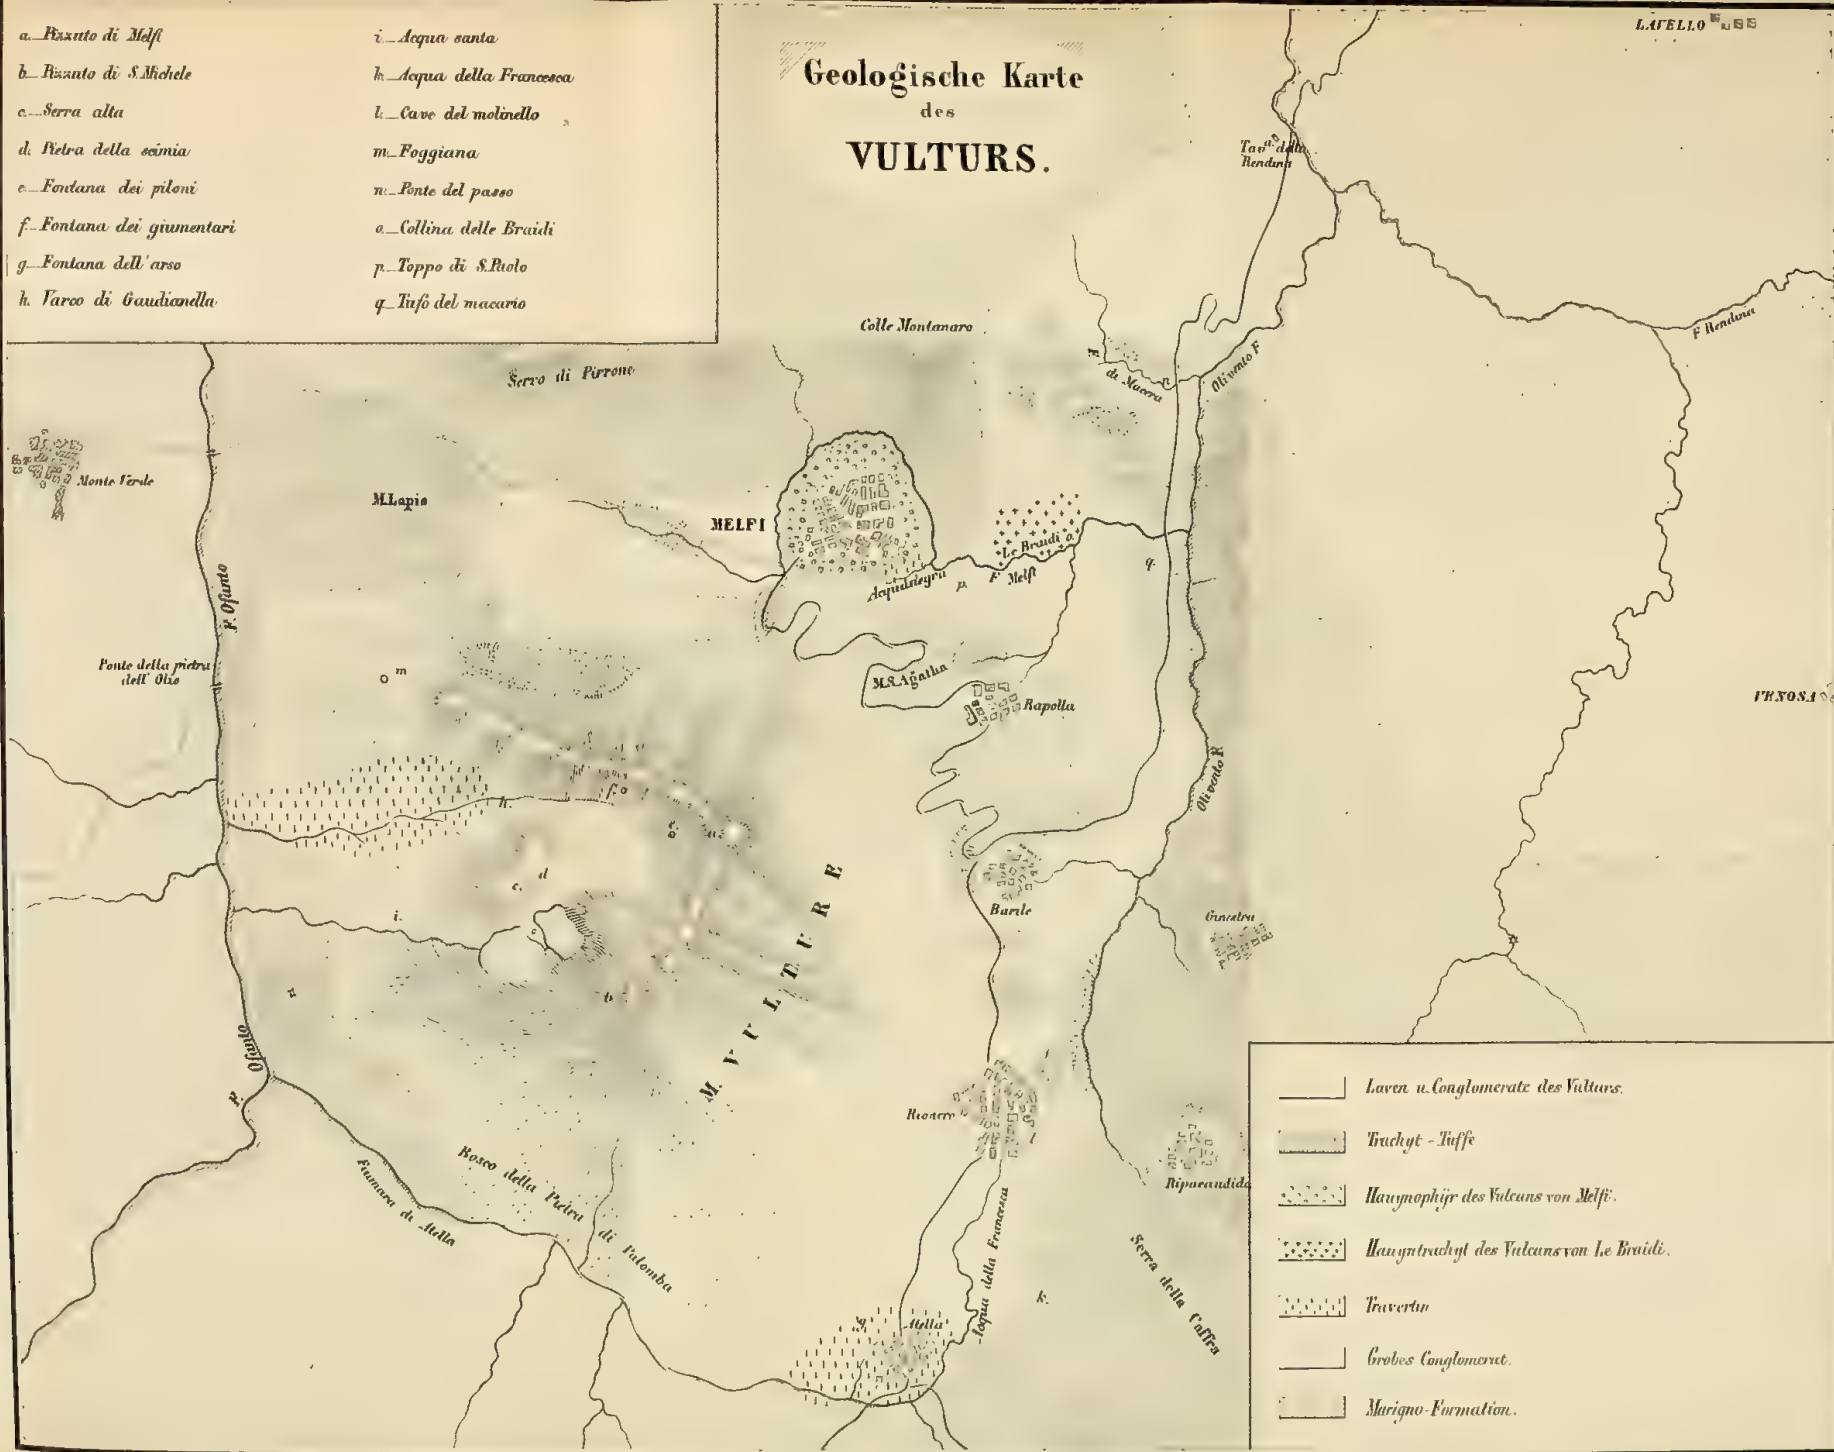 a. Pizzuto di Melfi
b. Pizzuto di S. Michele
c. Serra alta
d. Pietra della scimia
e. Fontana dei piloni
f. Fontana dei giumentari
g. Fontana dell'arso
h. Varco di Gaudianella
i. Acqua santa
k. Acqua della Francesca
l. Cave del molinello
m. Foggiana
n. Ponte del passo
o. Collina delle Braidi
p. Toppo di S. Paolo
q. Tufo del macario
Geologische Karte
des
VULTURS.
LAVELLO
Tavª della
Rendina
F. Rendina
Colle Montanaro
Serro di Pirrone
F.
di Macera
n
Olivento F.
Monte Verde
M. Lapis
MELFI
Le Braidi o.
Acquanegra
p.
F. Melfi
q.
F. Ofanto
Ponte della pietra
dell' Olio
m
M. S. Agatha
Rapolla
VENOSA
Olivento F.
h.
f.
e.
a.
d
c.
i.
b
M. VULTURE
Barile
Ginestra
F. Ofanto
Rionero
Ripacandida
Bosco della Pietra di Palomba
Fiumara di Atella
Acqua della Francesca
k.
Serra della Caffra
g.
Atella
Laven u. Conglomerate des Vulturs.
Trachyt-Tuffe
Hauynophijr des Vulcans von Melfi.
Hauyntrachyt des Vulcans von Le Braidi.
Travertin
Grobes Conglomerat.
Macigno-Formation.